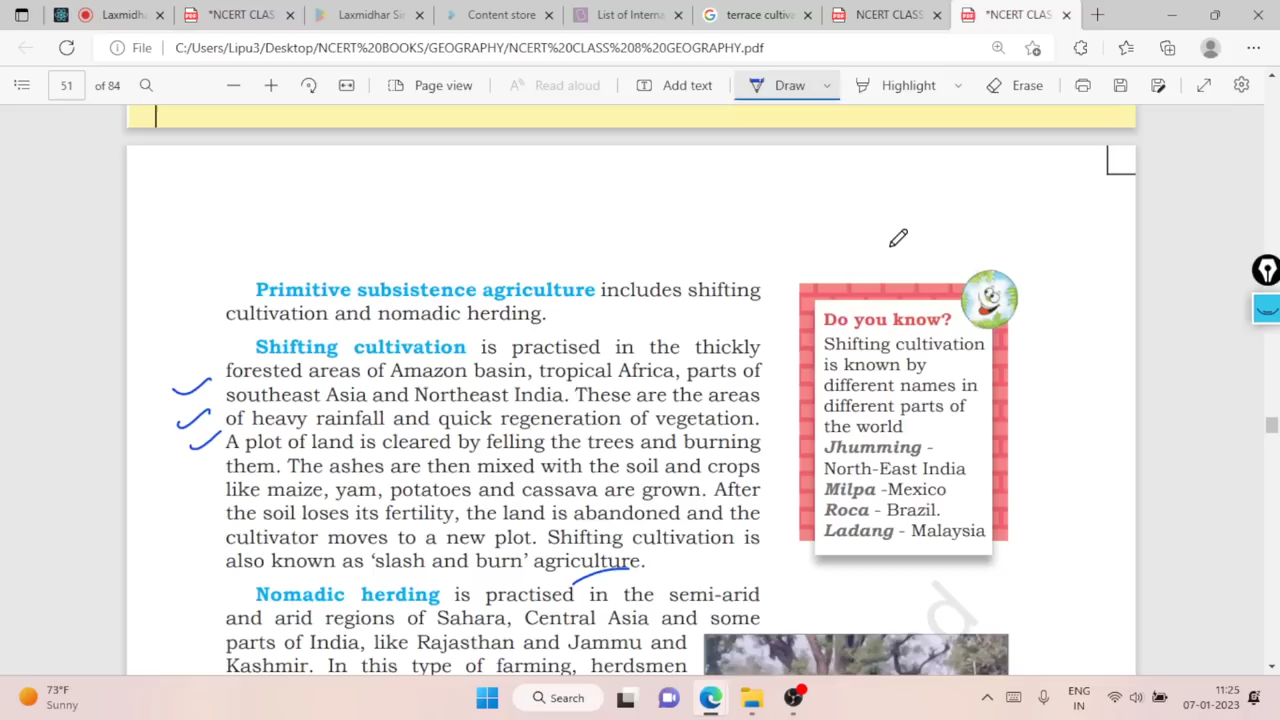 Laxmidh
*NCERT CLAS
Laxmidhar Si
Content store
List of Interna
terrace cultiva
NCERT CLASS
*NCERT CLAS
File
C:/Users/Lipu3/Desktop/NCERT%20BOOKS/GEOGRAPHY/NCERT%20CLASS%208%20GEOGRAPHY.pdf
51 of 84
Page view
Read aloud
Add text
Draw
Highlight
Erase
Primitive subsistence agriculture includes shifting
cultivation and nomadic herding.
Shifting cultivation is practised in the thickly
forested areas of Amazon basin, tropical Africa, parts of
southeast Asia and Northeast India. These are the areas
of heavy rainfall and quick regeneration of vegetation.
A plot of land is cleared by felling the trees and burning
them. The ashes are then mixed with the soil and crops
like maize, yam, potatoes and cassava are grown. After
the soil loses its fertility, the land is abandoned and the
cultivator moves to a new plot. Shifting cultivation is
also known as ‘slash and burn’ agriculture.
Nomadic herding is practised in the semi-arid
and arid regions of Sahara, Central Asia and some
parts of India, like Rajasthan and Jammu and
Kashmir. In this type of farming, herdsmen
Do you know?
Shifting cultivation
is known by
different names in
different parts of
the world
Jhumming -
North-East India
Milpa -Mexico
Roca - Brazil.
Ladang - Malaysia
d
73°F
Sunny
Search
ENG
IN
11:25
07-01-2023